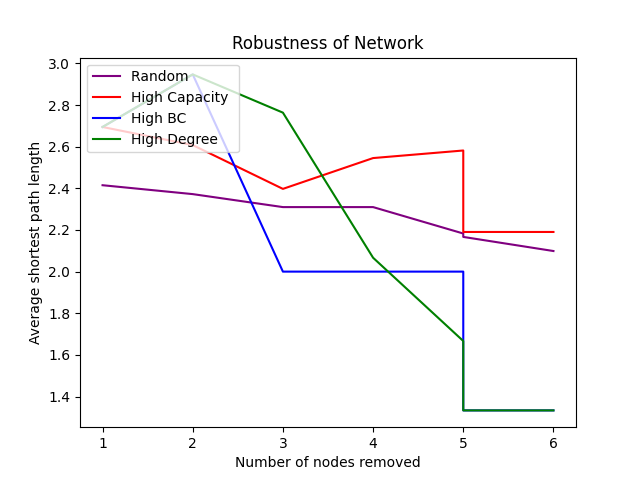 Robustness of Network
3.0
2.8
2.6
2.4
2.2
2.0
1.8
1.6
1.4
Average shortest path length
Random
High Capacity
High BC
High Degree
1 2 3 4 5 6
Number of nodes removed